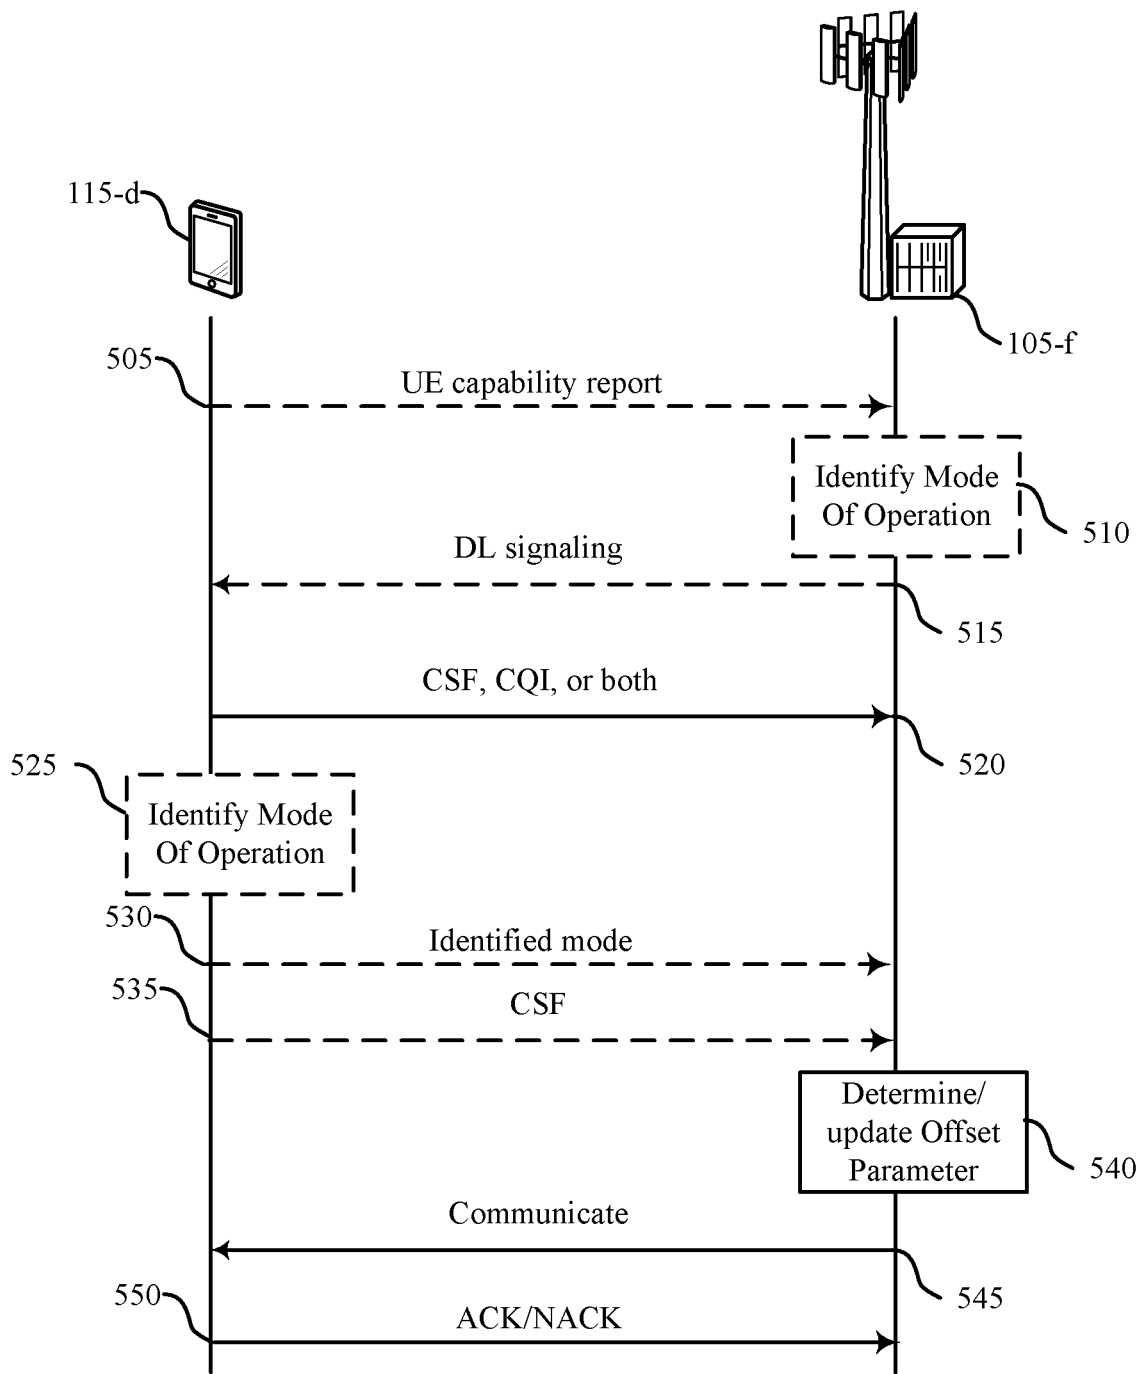 115-d
105-f
505
UE capability report
Identify Mode
Of Operation
510
DL signaling
515
CSF, CQI, or both
520
525
Identify Mode
Of Operation
530
Identified mode
535
CSF
Determine/
update Offset
Parameter
540
Communicate
545
550
ACK/NACK